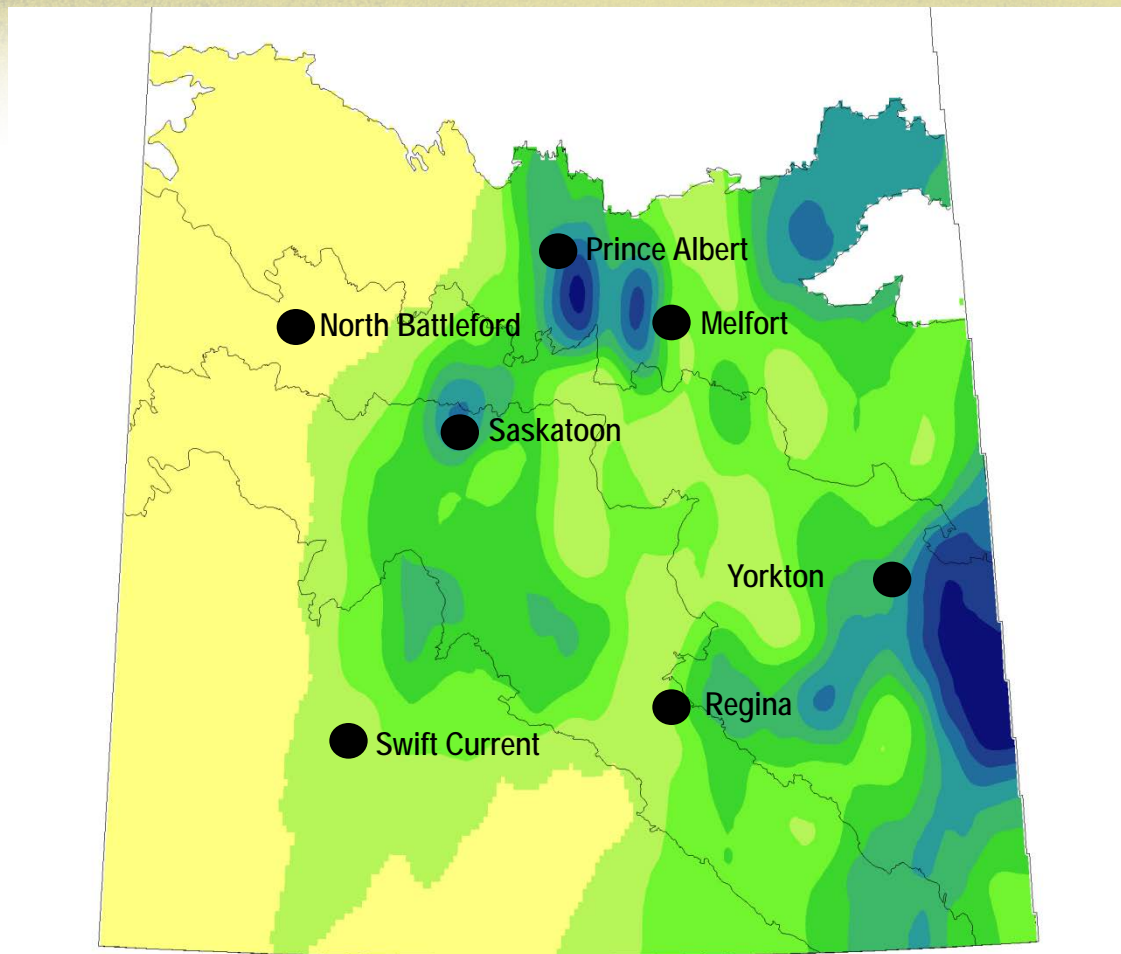 Prince Albert
North Battleford
Melfort
Saskatoon
Yorkton
Regina
Swift Current